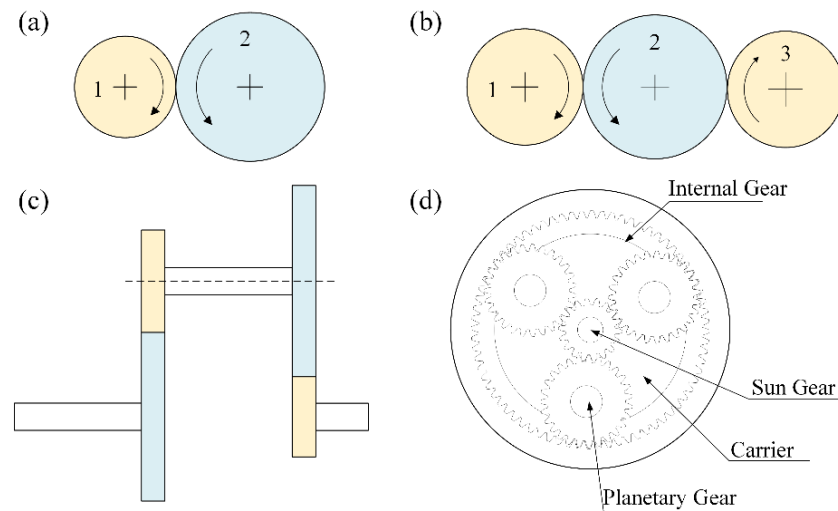 (a)
1
2
(b)
1
2
3
(c)
(d)
Internal Gear
Sun Gear
Carrier
Planetary Gear